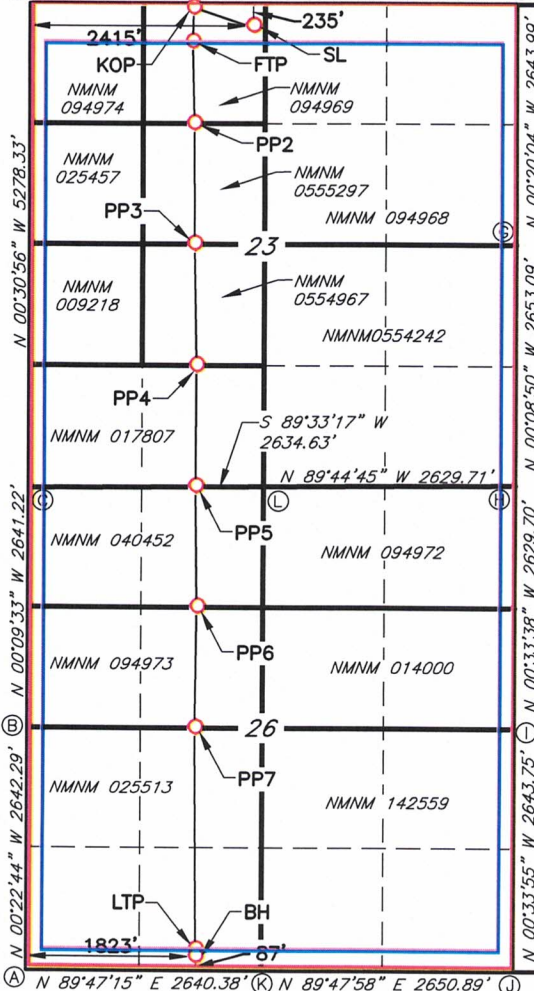 235'
2415'
SL
KOP
FTP
NMNM
094974
NMNM
094969
PP2
NMNM
025457
NMNM
0555297
PP3
NMNM 094968
G
23
NMNM
009218
NMNM
0554967
NMNM0554242
PP4
NMNM 017807
S 89°33'17" W
2634.63'
N 89°44'45" W 2629.71'
C
L
H
PP5
NMNM 040452
NMNM 094972
PP6
NMNM 094973
NMNM 014000
B
26
I
PP7
NMNM 025513
NMNM 142559
LTP
BH
1823'
87'
A
N 89°47'15" E 2640.38'
K
N 89°47'58" E 2650.89'
J
N 00°30'56" W 5278.33'
N 00°09'33" W 2641.22'
N 00°22'44" W 2642.29'
N 00°20'04" W 2643.99'
N 00°08'50" W 2653.09'
N 00°33'38" W 2629.70'
N 00°33'55" W 2643.75'